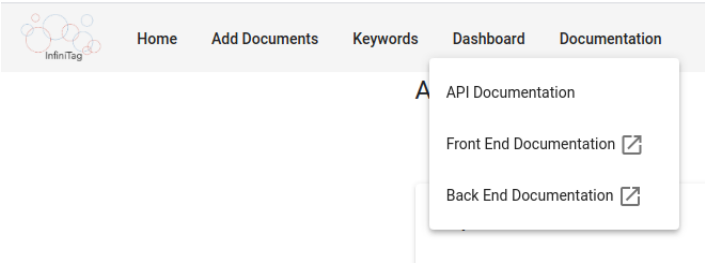 InfiniTag
Home Add Documents Keywords Dashboard Documentation
A
API Documentation
Front End Documentation
Back End Documentation